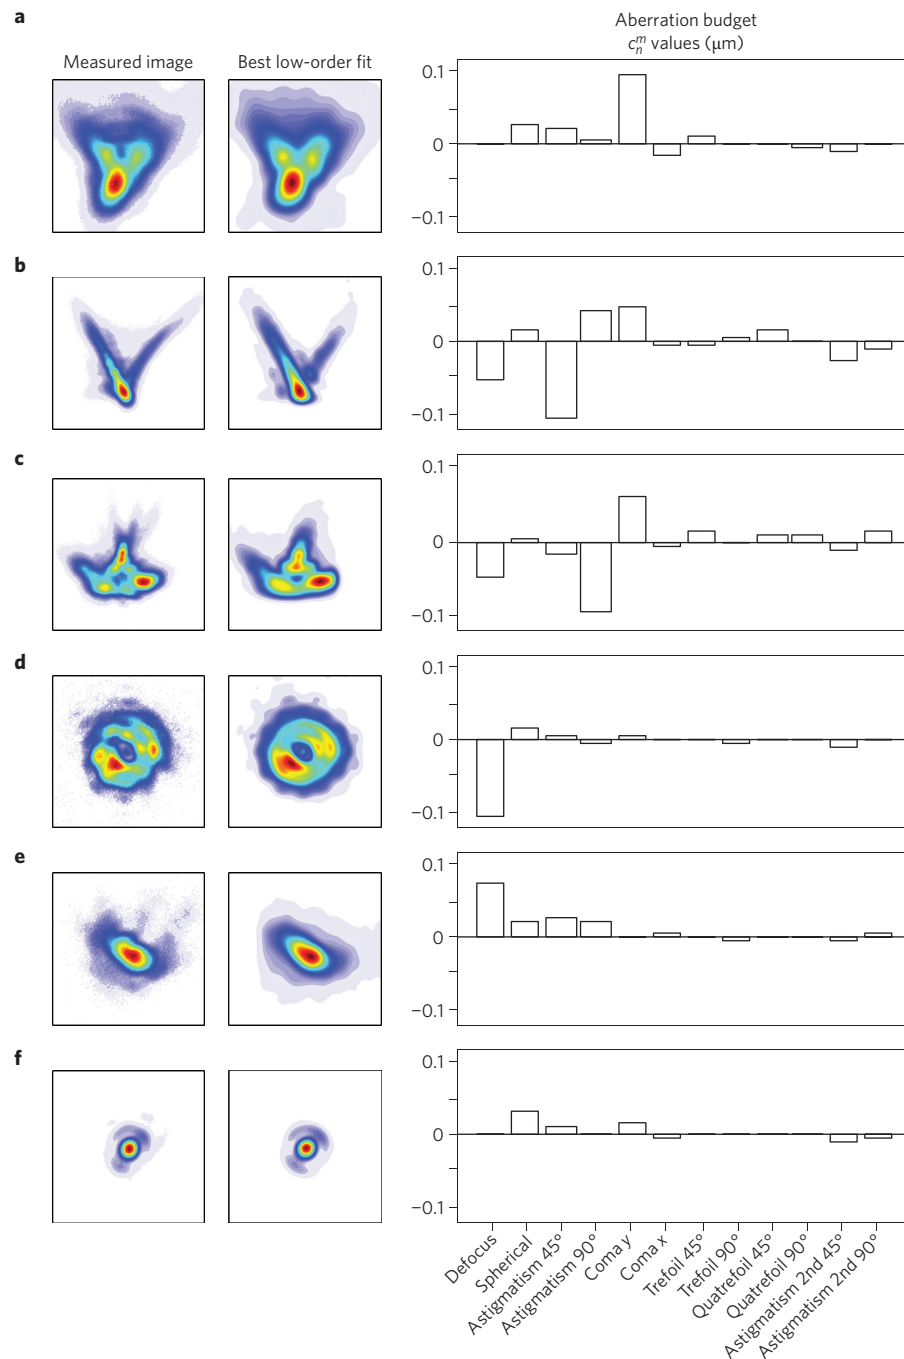 a
Aberration budget
c_n^m values (μm)
Measured image
Best low-order fit
0.1
0
−0.1
b
0.1
0
−0.1
c
0.1
0
−0.1
d
0.1
0
−0.1
e
0.1
0
−0.1
f
0.1
0
−0.1
Defocus
Spherical
Astigmatism 45°
Astigmatism 90°
Coma y
Coma x
Trefoil 45°
Trefoil 90°
Quatrefoil 45°
Quatrefoil 90°
Astigmatism 2nd 45°
Astigmatism 2nd 90°